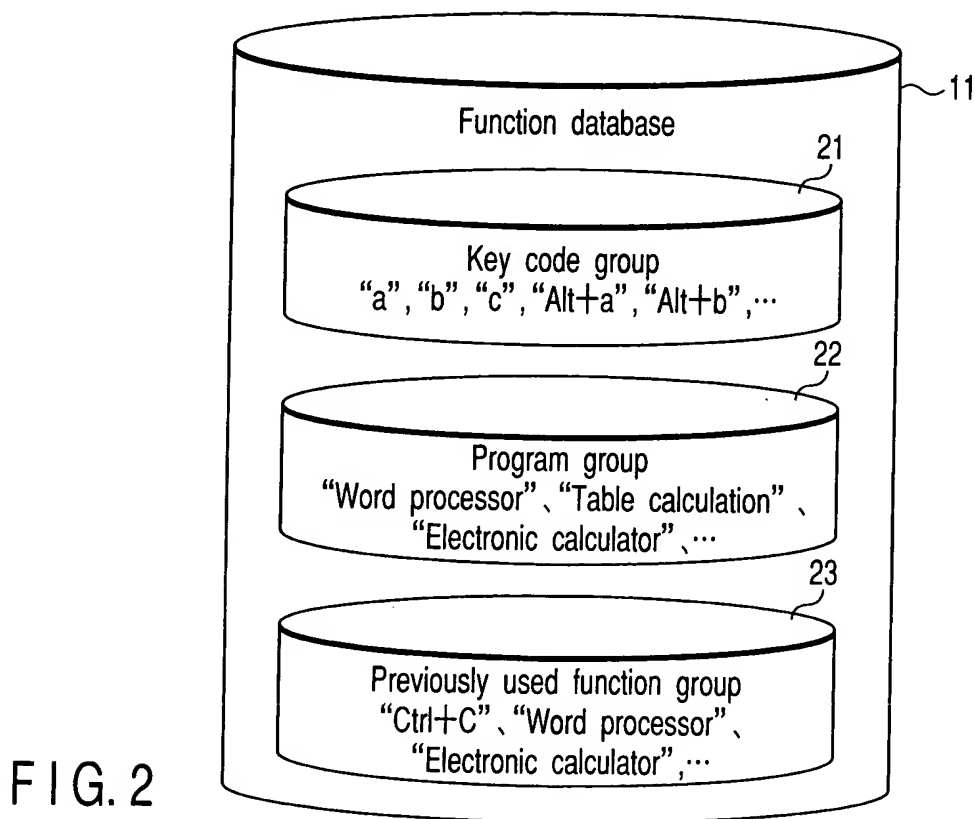 11
Function database
21
Key code group
“a”, “b”, “c”, “Alt+a”, “Alt+b”,…
22
Program group
“Word processor”、“Table calculation”、
“Electronic calculator”、…
23
Previously used function group
“Ctrl+C”、“Word processor”、
“Electronic calculator”,…
FIG. 2